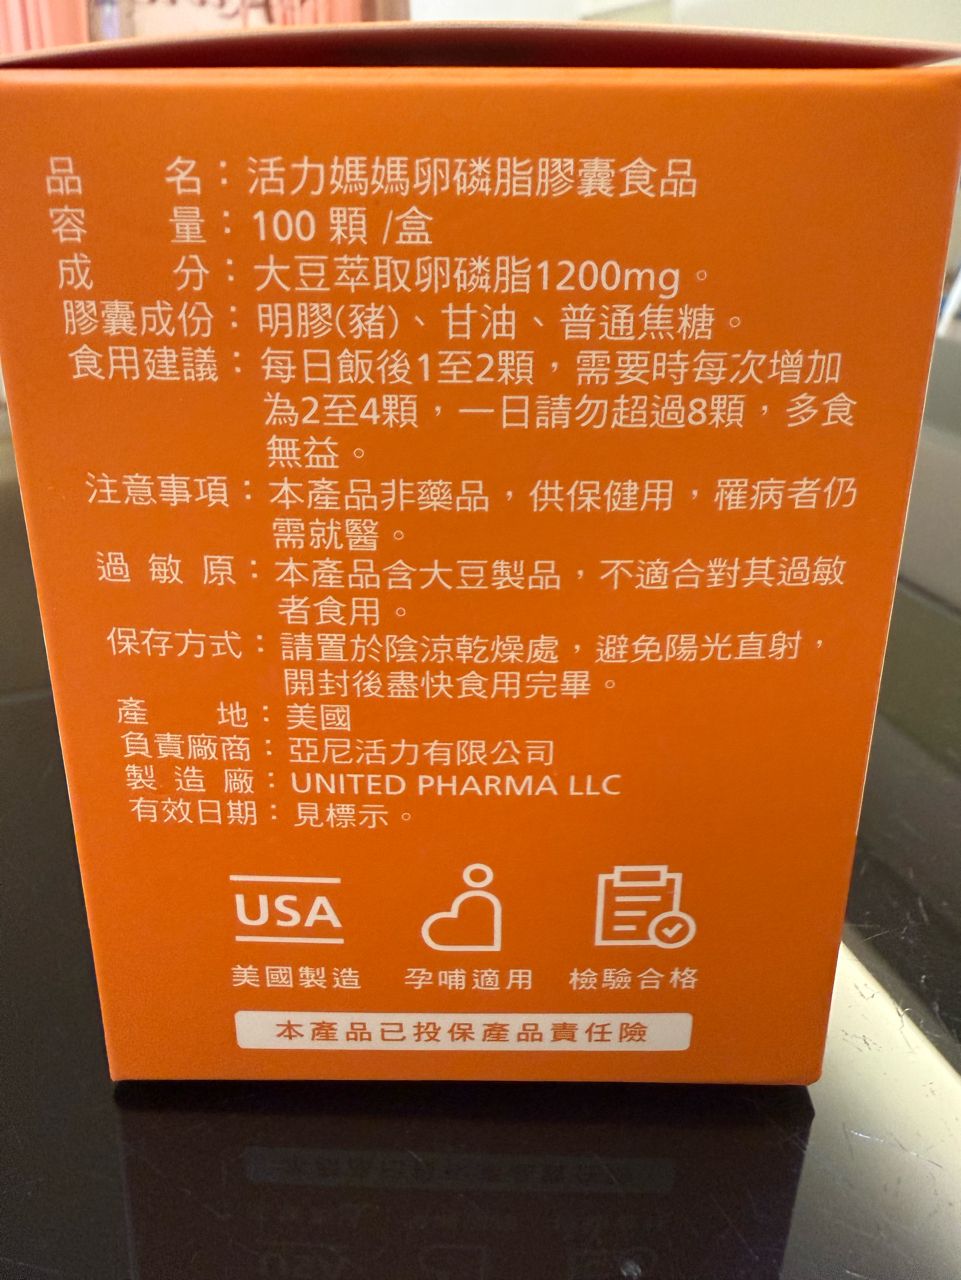 品　　名：活力媽媽卵磷脂膠囊食品
容　　量：100 顆 /盒
成　　分：大豆萃取卵磷脂1200mg。
膠囊成份：明膠(豬)、甘油、普通焦糖。
食用建議：每日飯後1至2顆，需要時每次增加
為2至4顆，一日請勿超過8顆，多食
無益。
注意事項：本產品非藥品，供保健用，罹病者仍
需就醫。
過 敏 原：本產品含大豆製品，不適合對其過敏
者食用。
保存方式：請置於陰涼乾燥處，避免陽光直射，
開封後盡快食用完畢。
產　　地：美國
負責廠商：亞尼活力有限公司
製 造 廠：UNITED PHARMA LLC
有效日期：見標示。
USA
美國製造 孕哺適用 檢驗合格
本產品已投保產品責任險